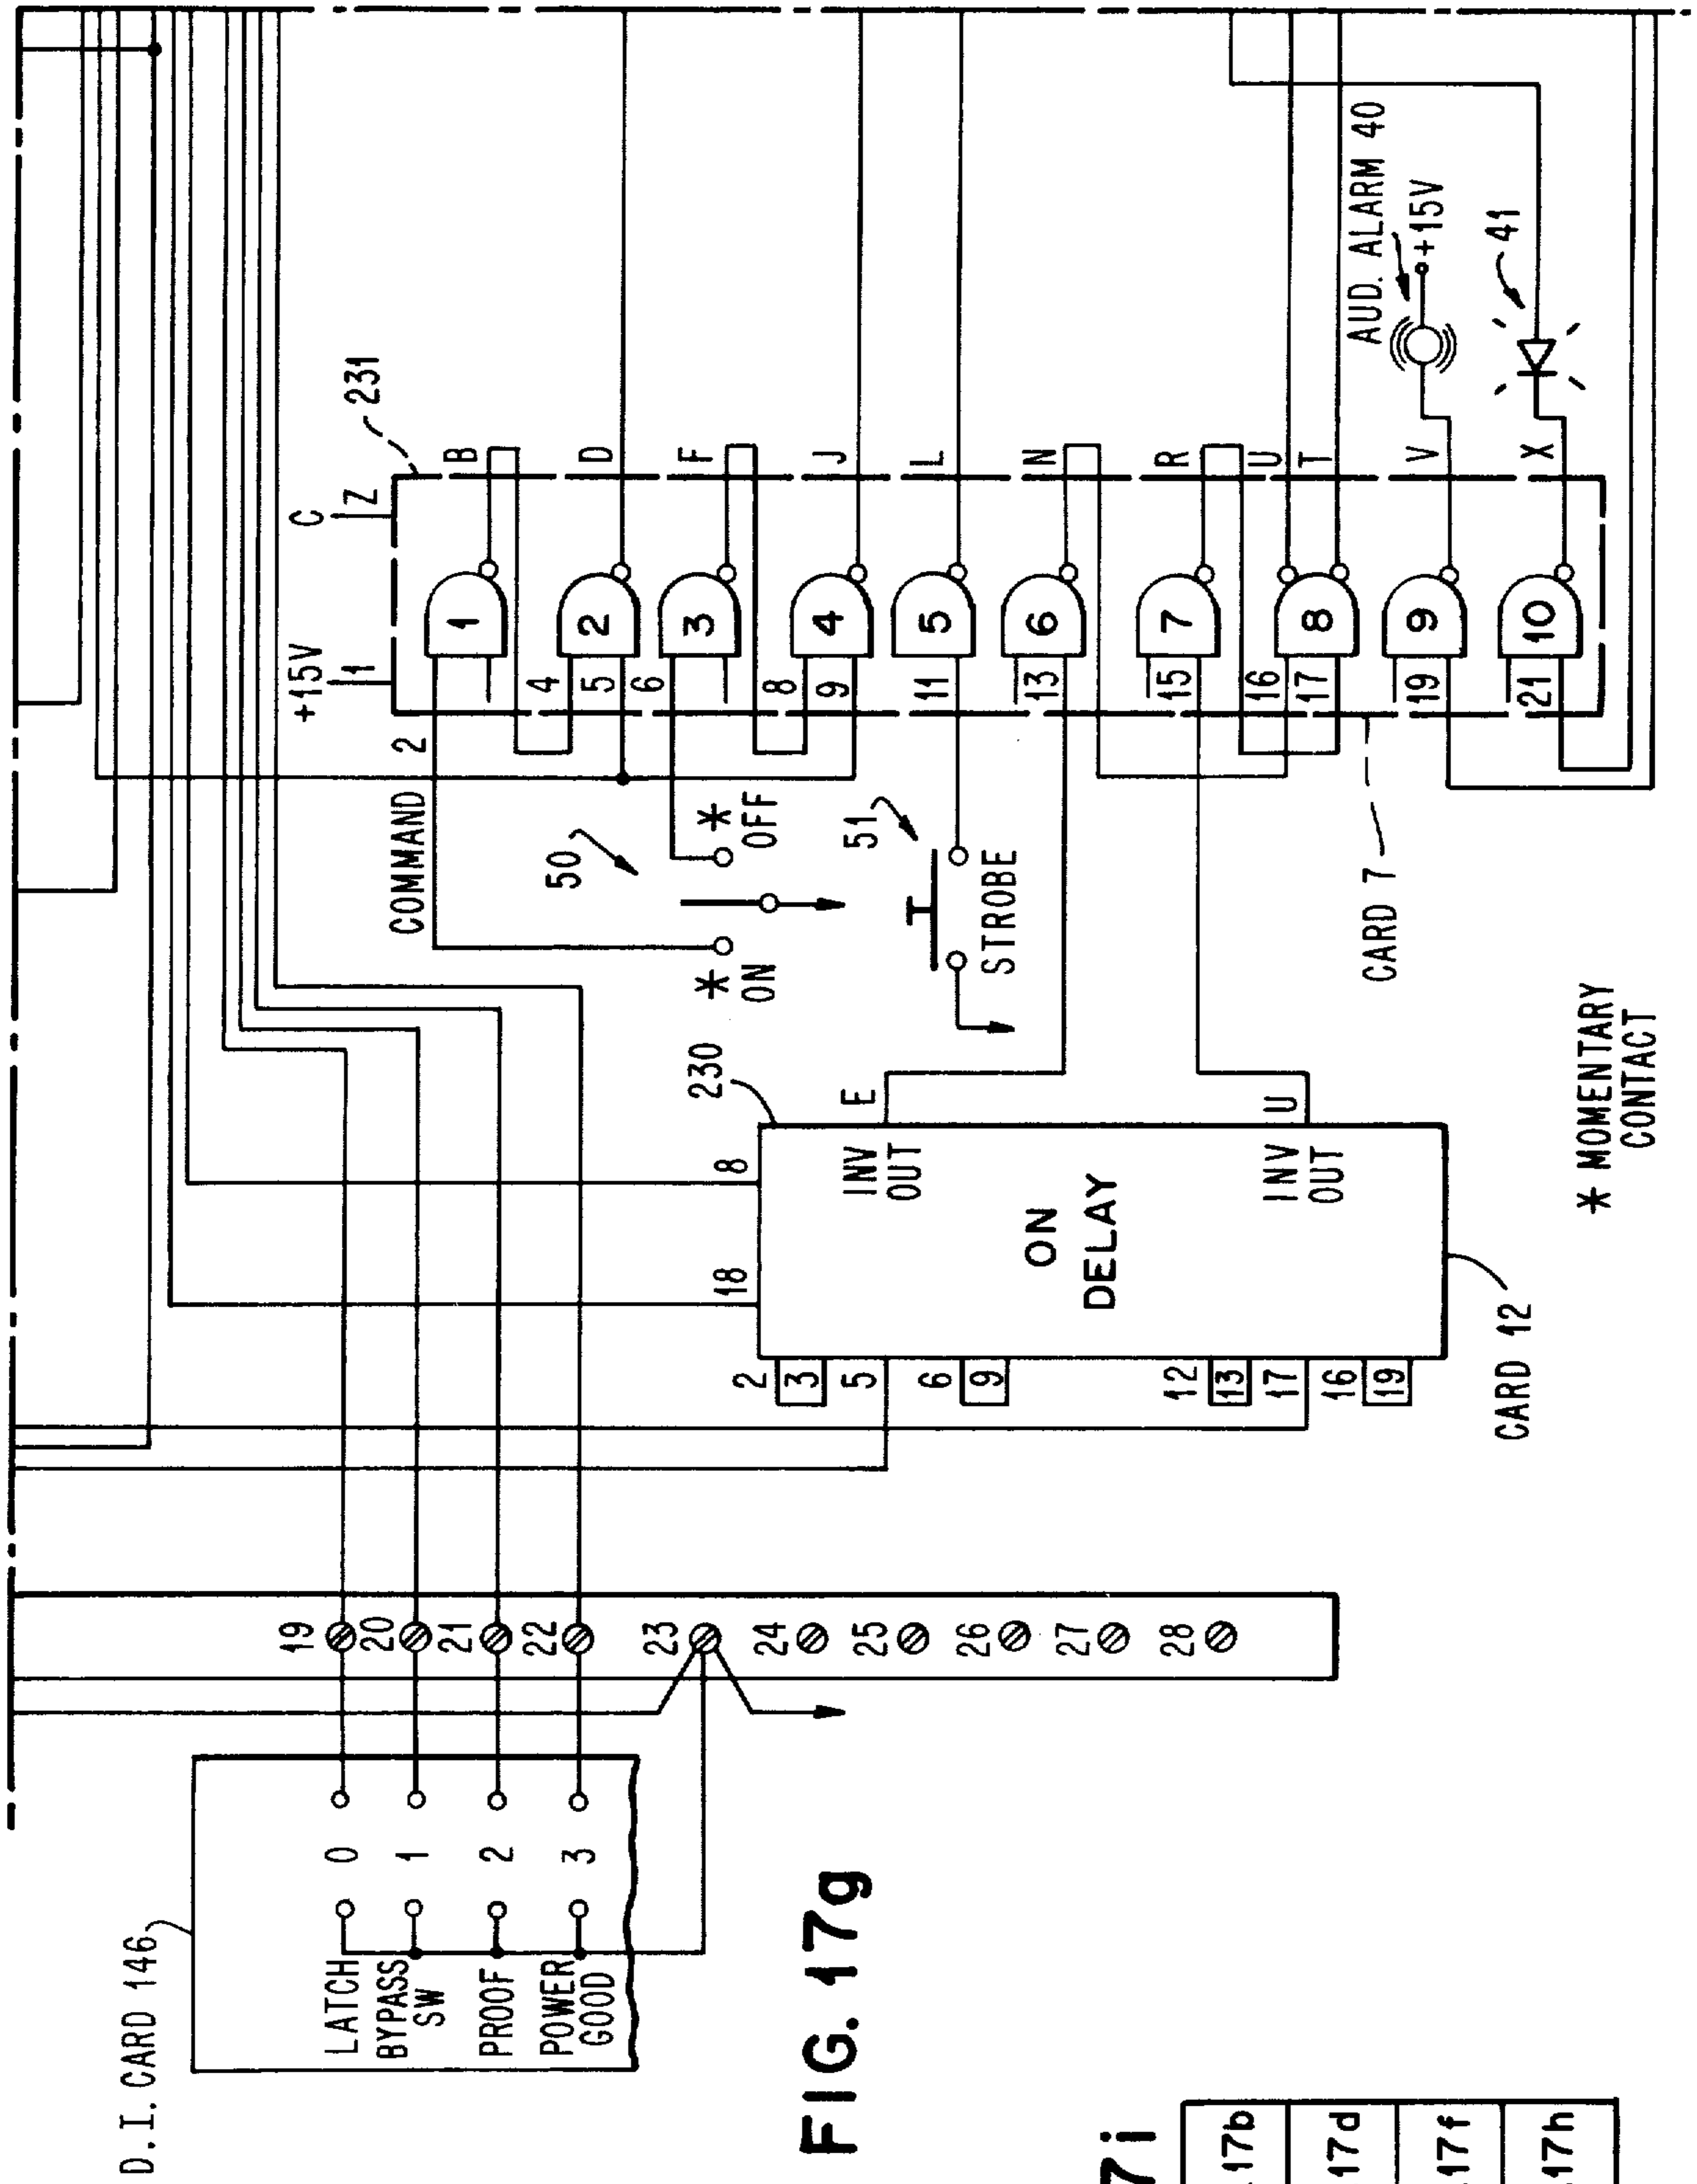 D.I. CARD 146
LATCH
BYPASS
SW
PROOF
POWER
GOOD
0
1
2
3
19
20
21
22
23
24
25
26
27
28
2
3
5
6
9
12
13
17
16
19
18
8
230
INV
OUT
E
ON
DELAY
INV
OUT
U
CARD 12
COMMAND
* ON
* OFF
50
51
STROBE
CARD 7
* MOMENTARY
CONTACT
+15V
1
C
Z
231
2
4
5
6
8
9
11
13
15
16
17
19
21
1
2
3
4
5
6
7
8
9
10
B
D
F
J
L
N
R
U
T
V
X
AUD. ALARM 40
+15V
41
FIG. 17g
7i
17b
17d
17f
17h